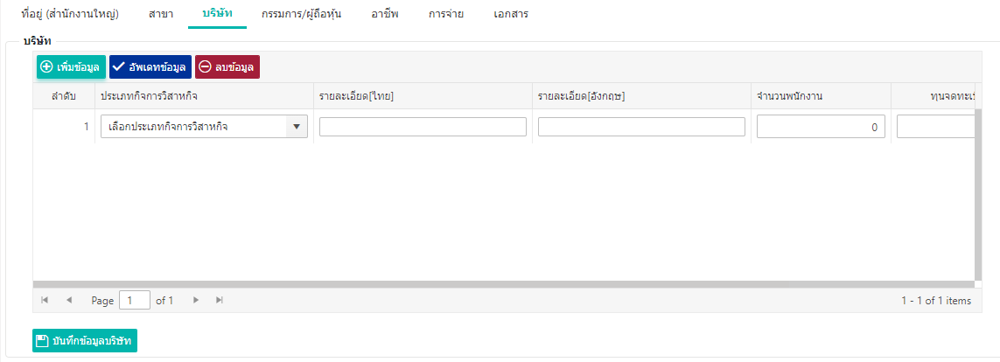 ที่อยู่ (สำนักงานใหญ่) สาขา บริษัท กรรมการ/ผู้ถือหุ้น อาชีพ การจ่าย เอกสาร
บริษัท
เพิ่มข้อมูล อัพเดทข้อมูล ลบข้อมูล
ลำดับ ประเภทกิจการวิสาหกิจ รายละเอียด[ไทย] รายละเอียด[อังกฤษ] จำนวนพนักงาน ทุนจดทะเ
1 เลือกประเภทกิจการวิสาหกิจ 0
Page 1 of 1 1 - 1 of 1 items
บันทึกข้อมูลบริษัท